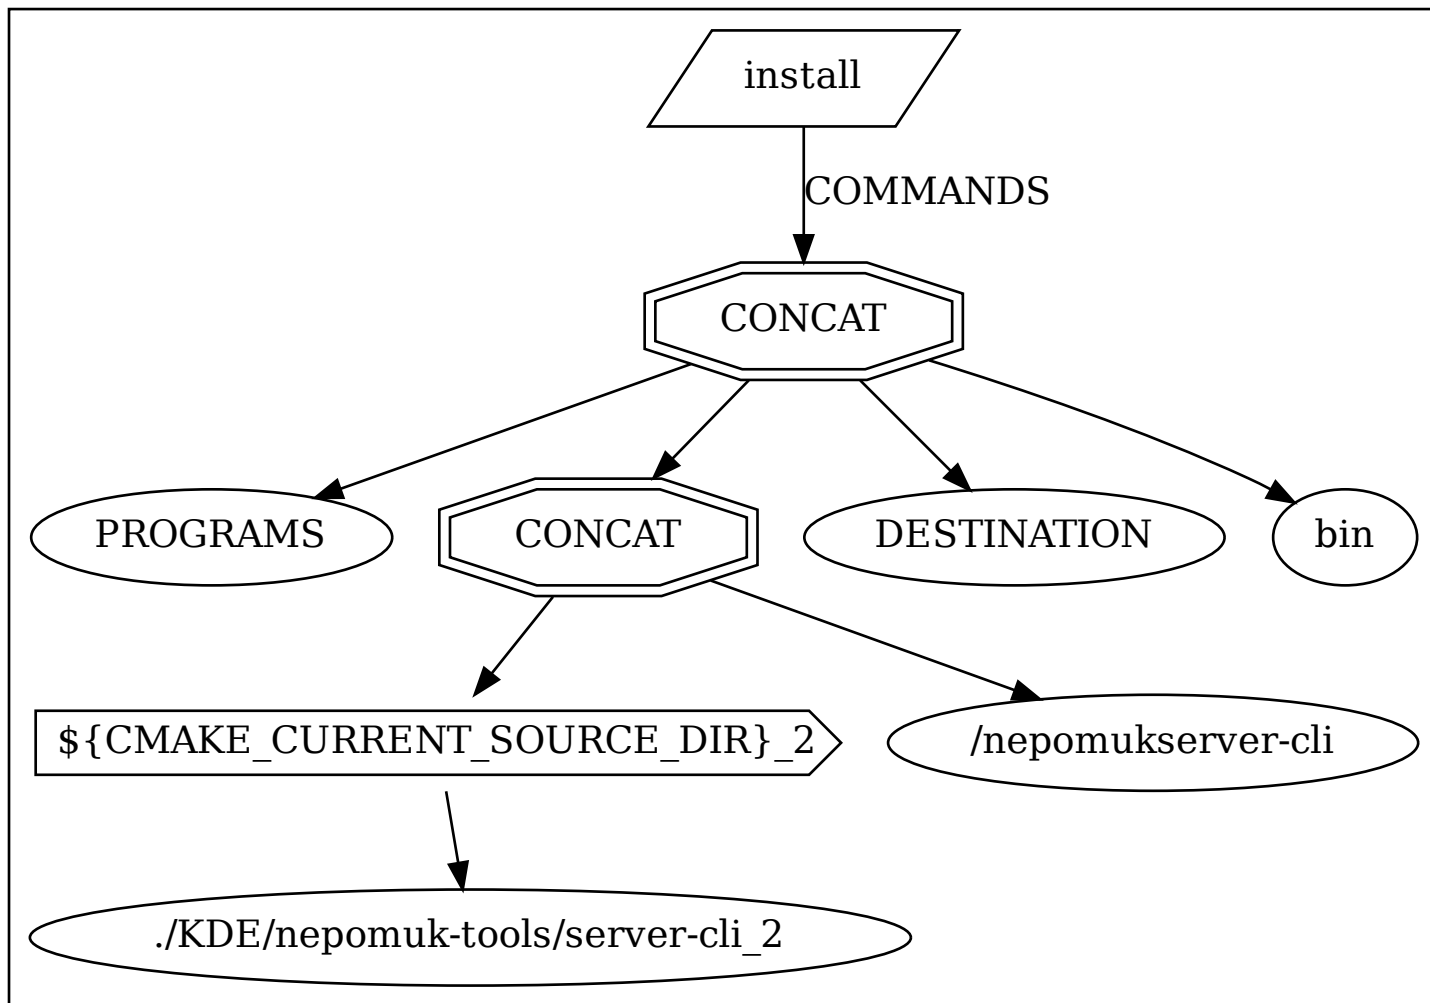 install
COMMANDS
CONCAT
PROGRAMS
CONCAT
DESTINATION
bin
${CMAKE_CURRENT_SOURCE_DIR}_2
/nepomukserver-cli
./KDE/nepomuk-tools/server-cli_2